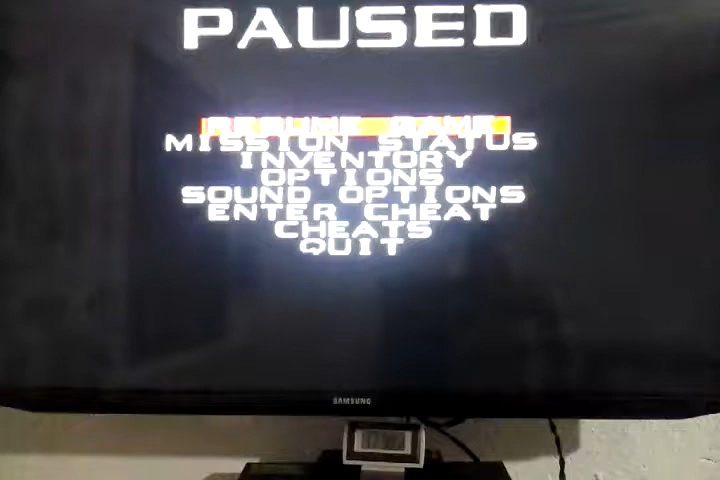 PAUSED
RESUME GAME
MISSION STATUS
INVENTORY
OPTIONS
SOUND OPTIONS
ENTER CHEAT
CHEATS
QUIT
SAMSUNG